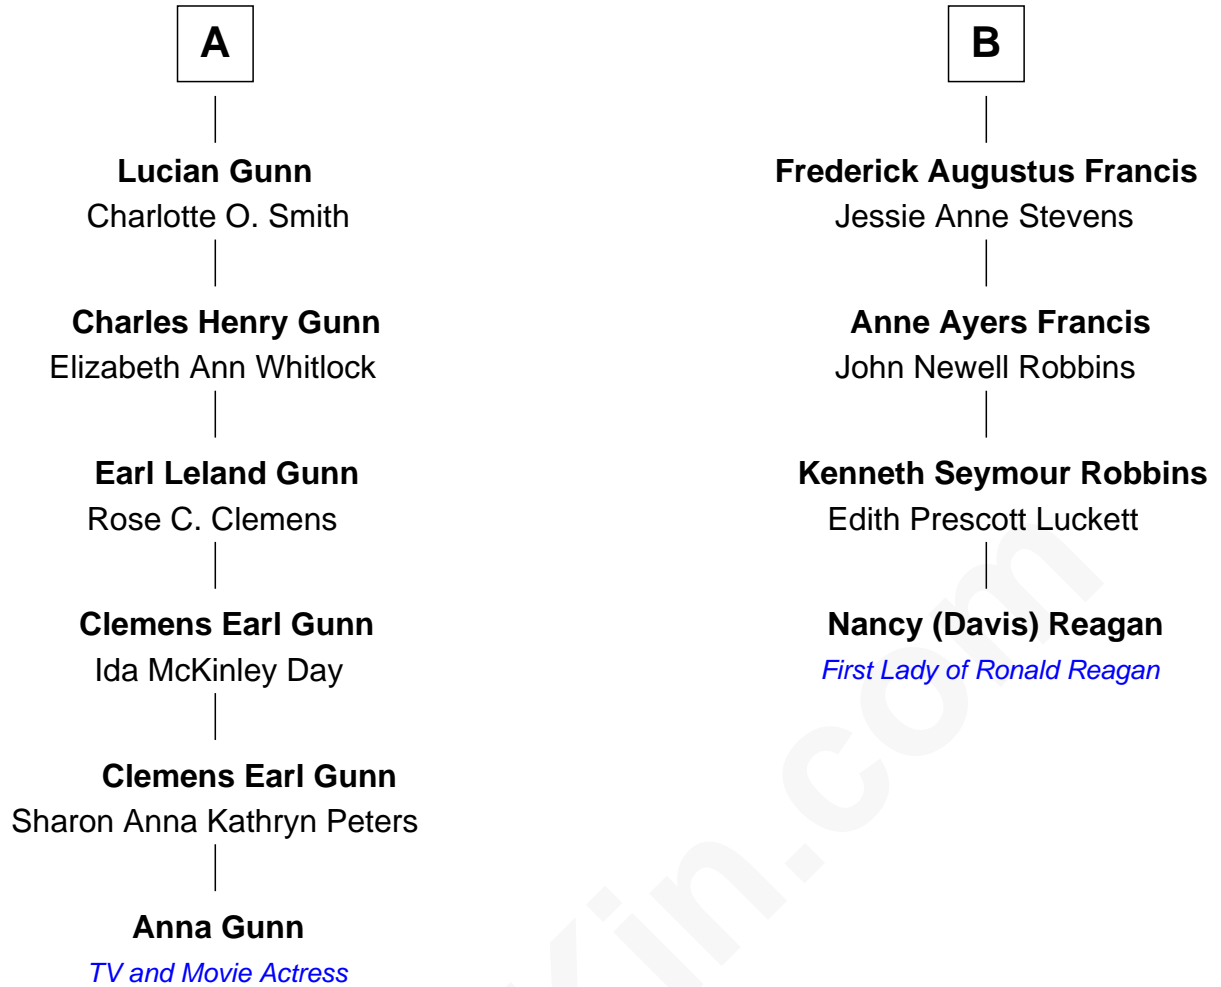 A
Lucian Gunn
Charlotte O. Smith
Charles Henry Gunn
Elizabeth Ann Whitlock
Earl Leland Gunn
Rose C. Clemens
Clemens Earl Gunn
Ida McKinley Day
Clemens Earl Gunn
Sharon Anna Kathryn Peters
Anna Gunn
TV and Movie Actress
B
Frederick Augustus Francis
Jessie Anne Stevens
Anne Ayers Francis
John Newell Robbins
Kenneth Seymour Robbins
Edith Prescott Luckett
Nancy (Davis) Reagan
First Lady of Ronald Reagan